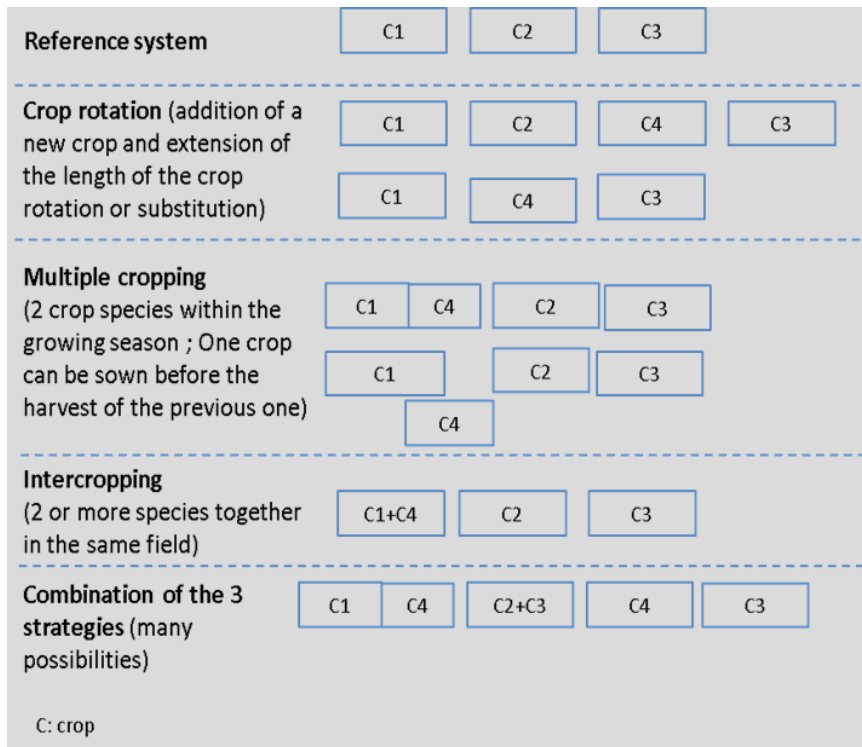 Reference system
C1 C2 C3
Crop rotation (addition of a
new crop and extension of
the length of the crop
rotation or substitution)
C1 C2 C4 C3
C1 C4 C3
Multiple cropping
(2 crop species within the
growing season ; One crop
can be sown before the
harvest of the previous one)
C1 C4 C2 C3
C1 C2 C3
C4
Intercropping
(2 or more species together
in the same field)
C1+C4 C2 C3
Combination of the 3
strategies (many
possibilities)
C1 C4 C2+C3 C4 C3
C: crop